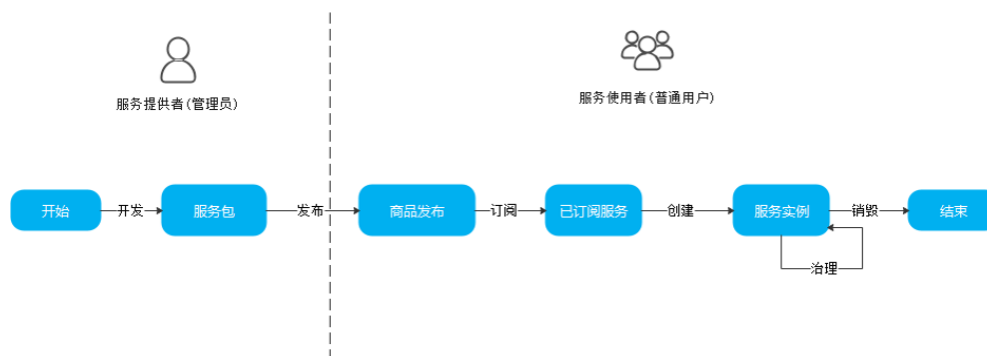 服务提供者(管理员)
服务使用者(普通用户)
开始
开发
服务包
发布
商品发布
订阅
已订阅服务
创建
服务实例
销毁
结束
治理